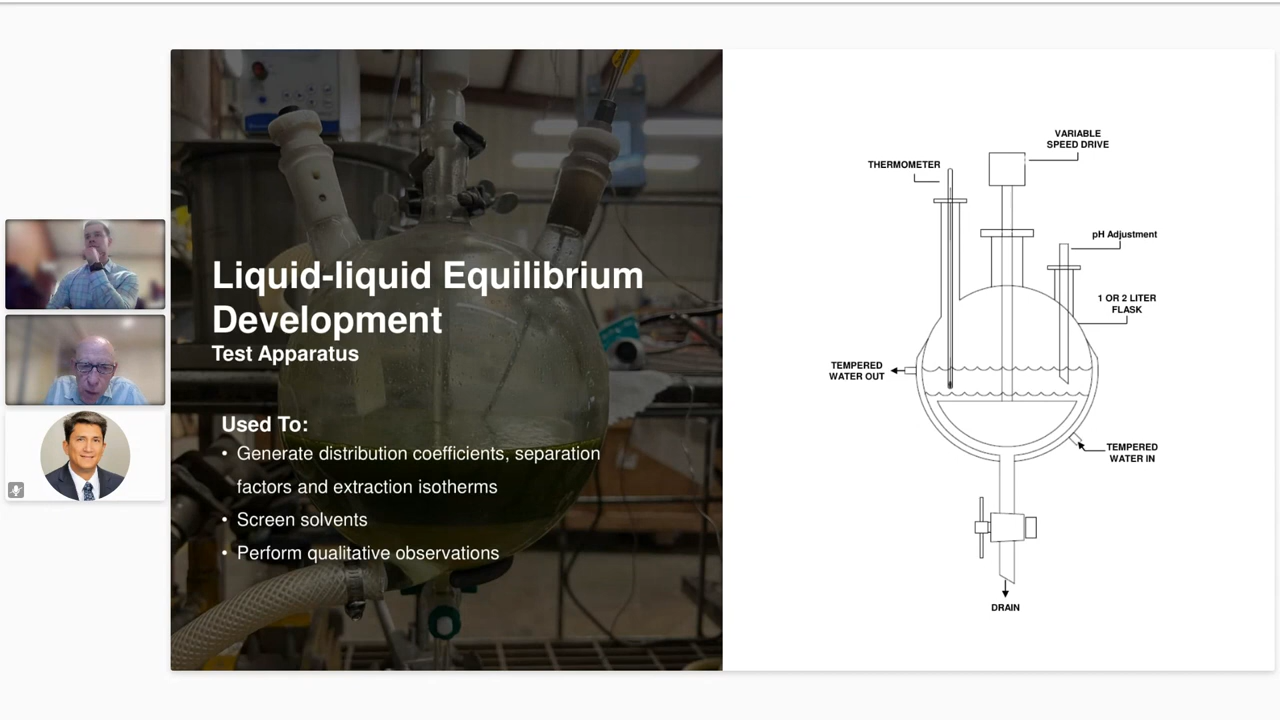 Liquid-liquid Equilibrium
Development
Test Apparatus
Used To:
• Generate distribution coefficients, separation
factors and extraction isotherms
• Screen solvents
• Perform qualitative observations
VARIABLE
SPEED DRIVE
THERMOMETER
pH Adjustment
1 OR 2 LITER
FLASK
TEMPERED
WATER OUT
TEMPERED
WATER IN
DRAIN